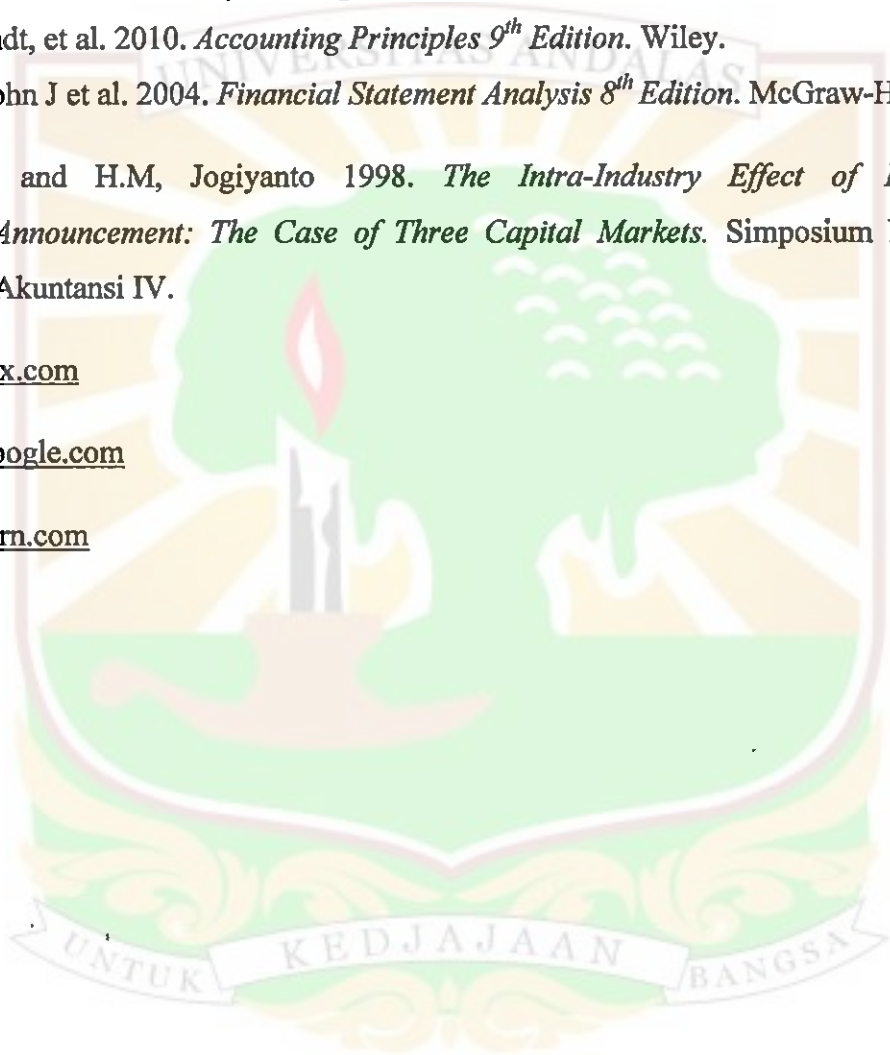 dt, et al. 2010. Accounting Principles 9th Edition. Wiley.
ohn J et al. 2004. Financial Statement Analysis 8th Edition. McGraw-H
and H.M, Jogiyanto 1998. The Intra-Industry Effect of
Announcement: The Case of Three Capital Markets. Simposium
Akuntansi IV.
x.com
ogle.com
rn.com
UNIVERSITAS ANDALAS
UNTUK KEDJAJAAN BANGSA